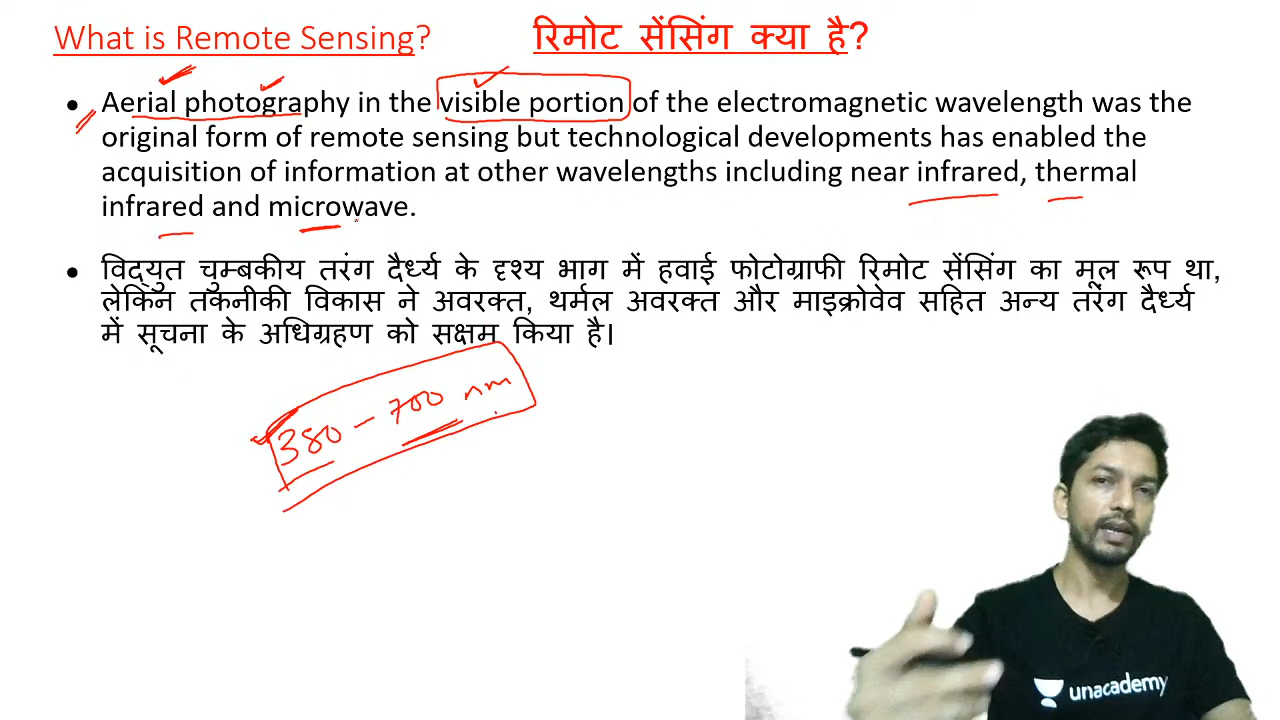 What is Remote Sensing? रिमोट सेंसिंग क्या है?
• Aerial photography in the visible portion of the electromagnetic wavelength was the
original form of remote sensing but technological developments has enabled the
acquisition of information at other wavelengths including near infrared, thermal
infrared and microwave.
• विद्युत चुम्बकीय तरंग दैर्ध्य के दृश्य भाग में हवाई फोटोग्राफी रिमोट सेंसिंग का मूल रूप था,
लेकिन तकनीकी विकास ने अवरक्त, थर्मल अवरक्त और माइक्रोवेव सहित अन्य तरंग दैर्ध्य
में सूचना के अधिग्रहण को सक्षम किया है।
380 - 700 nm
unacademy